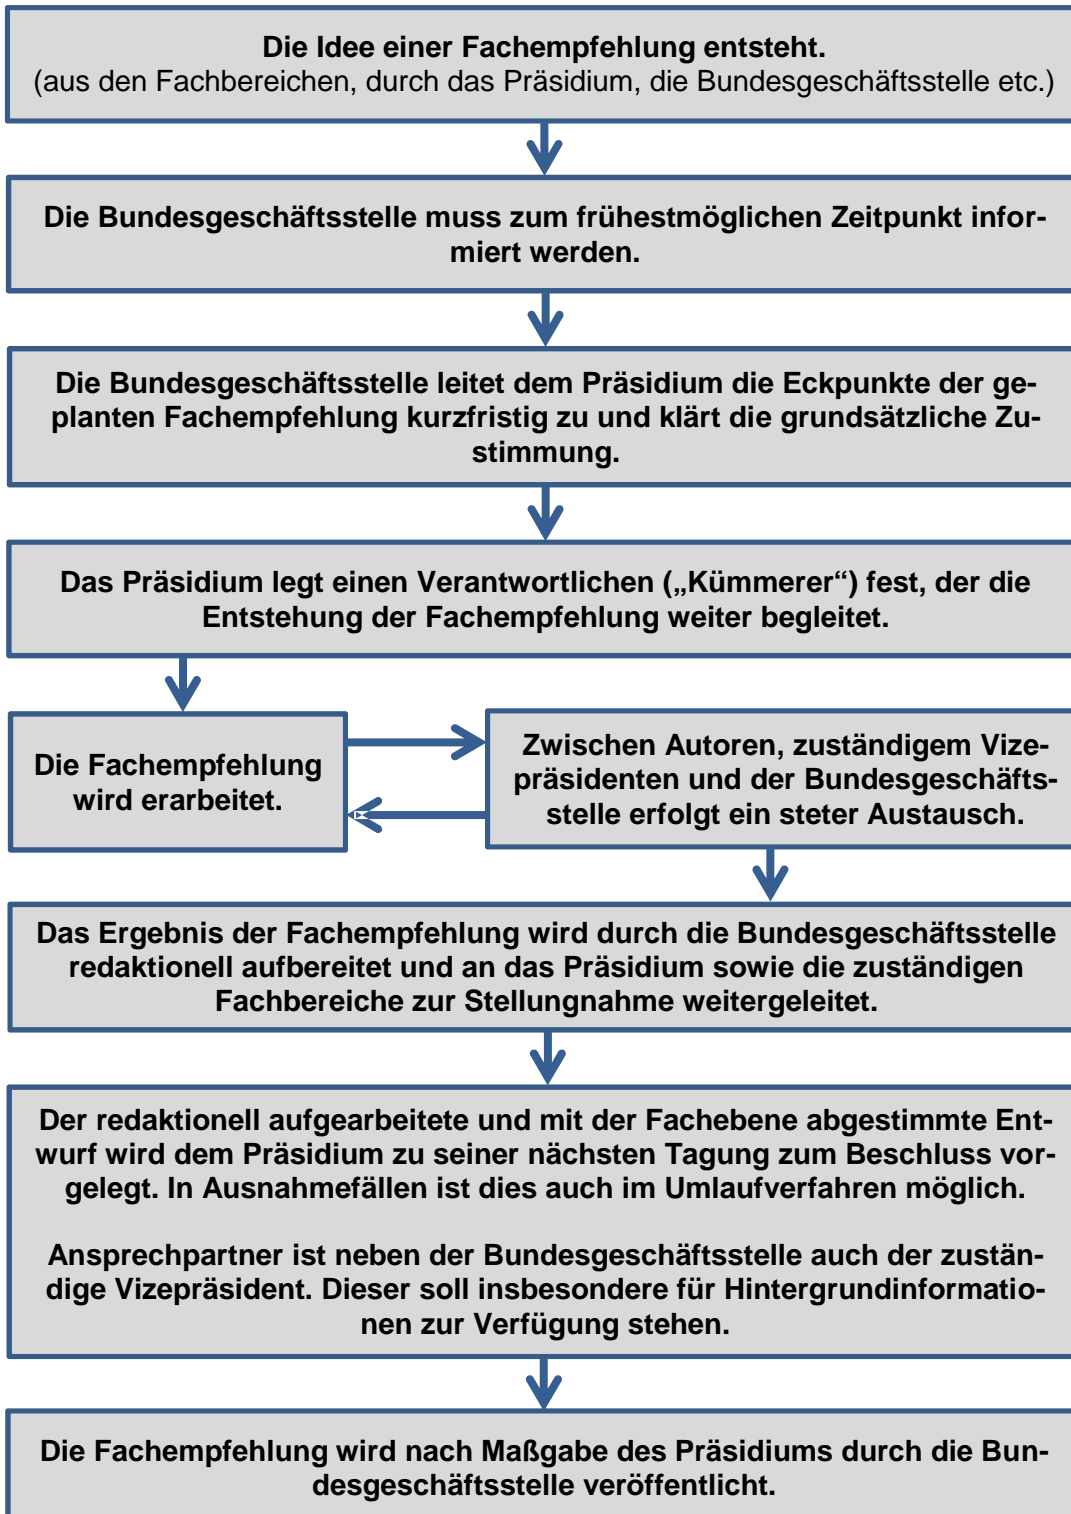 Die Idee einer Fachempfehlung entsteht.
(aus den Fachbereichen, durch das Präsidium, die Bundesgeschäftsstelle etc.)
Die Bundesgeschäftsstelle muss zum frühestmöglichen Zeitpunkt infor-
miert werden.
Die Bundesgeschäftsstelle leitet dem Präsidium die Eckpunkte der ge-
planten Fachempfehlung kurzfristig zu und klärt die grundsätzliche Zu-
stimmung.
Das Präsidium legt einen Verantwortlichen („Kümmerer“) fest, der die
Entstehung der Fachempfehlung weiter begleitet.
Die Fachempfehlung
wird erarbeitet.
Zwischen Autoren, zuständigem Vize-
präsidenten und der Bundesgeschäfts-
stelle erfolgt ein steter Austausch.
Das Ergebnis der Fachempfehlung wird durch die Bundesgeschäftsstelle
redaktionell aufbereitet und an das Präsidium sowie die zuständigen
Fachbereiche zur Stellungnahme weitergeleitet.
Der redaktionell aufgearbeitete und mit der Fachebene abgestimmte Ent-
wurf wird dem Präsidium zu seiner nächsten Tagung zum Beschluss vor-
gelegt. In Ausnahmefällen ist dies auch im Umlaufverfahren möglich.
Ansprechpartner ist neben der Bundesgeschäftsstelle auch der zustän-
dige Vizepräsident. Dieser soll insbesondere für Hintergrundinformatio-
nen zur Verfügung stehen.
Die Fachempfehlung wird nach Maßgabe des Präsidiums durch die Bun-
desgeschäftsstelle veröffentlicht.